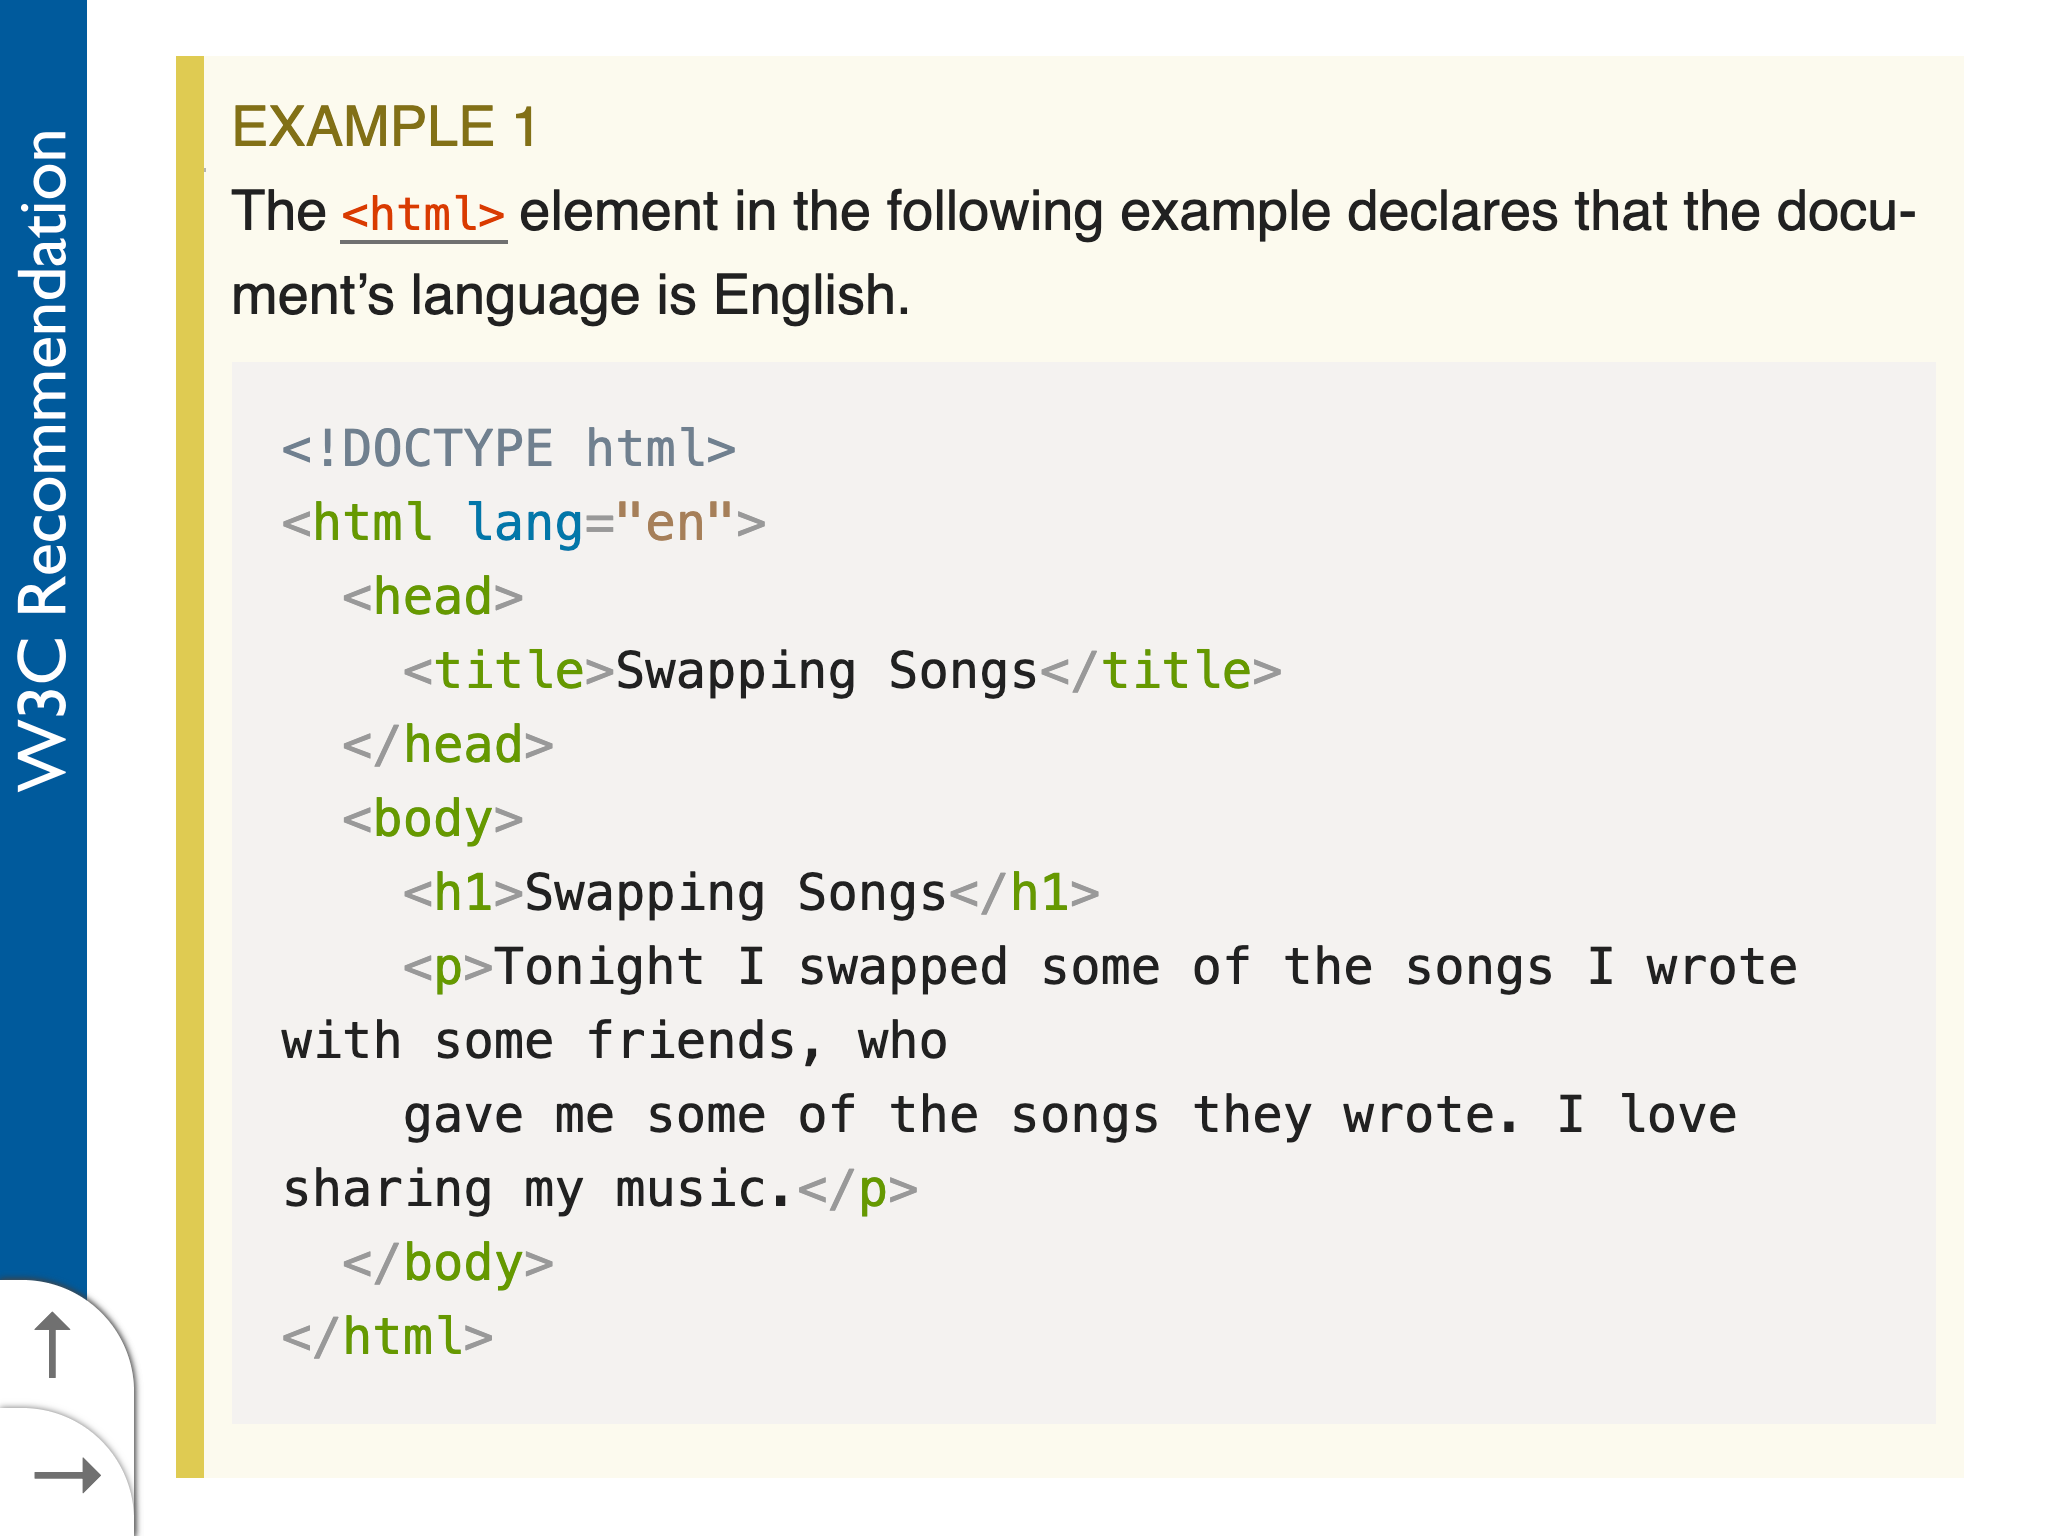 W3C Recommendation
EXAMPLE 1
The <html> element in the following example declares that the docu-
ment’s language is English.
<!DOCTYPE html>
<html lang="en">
  <head>
    <title>Swapping Songs</title>
  </head>
  <body>
    <h1>Swapping Songs</h1>
    <p>Tonight I swapped some of the songs I wrote
with some friends, who
    gave me some of the songs they wrote. I love
sharing my music.</p>
  </body>
</html>